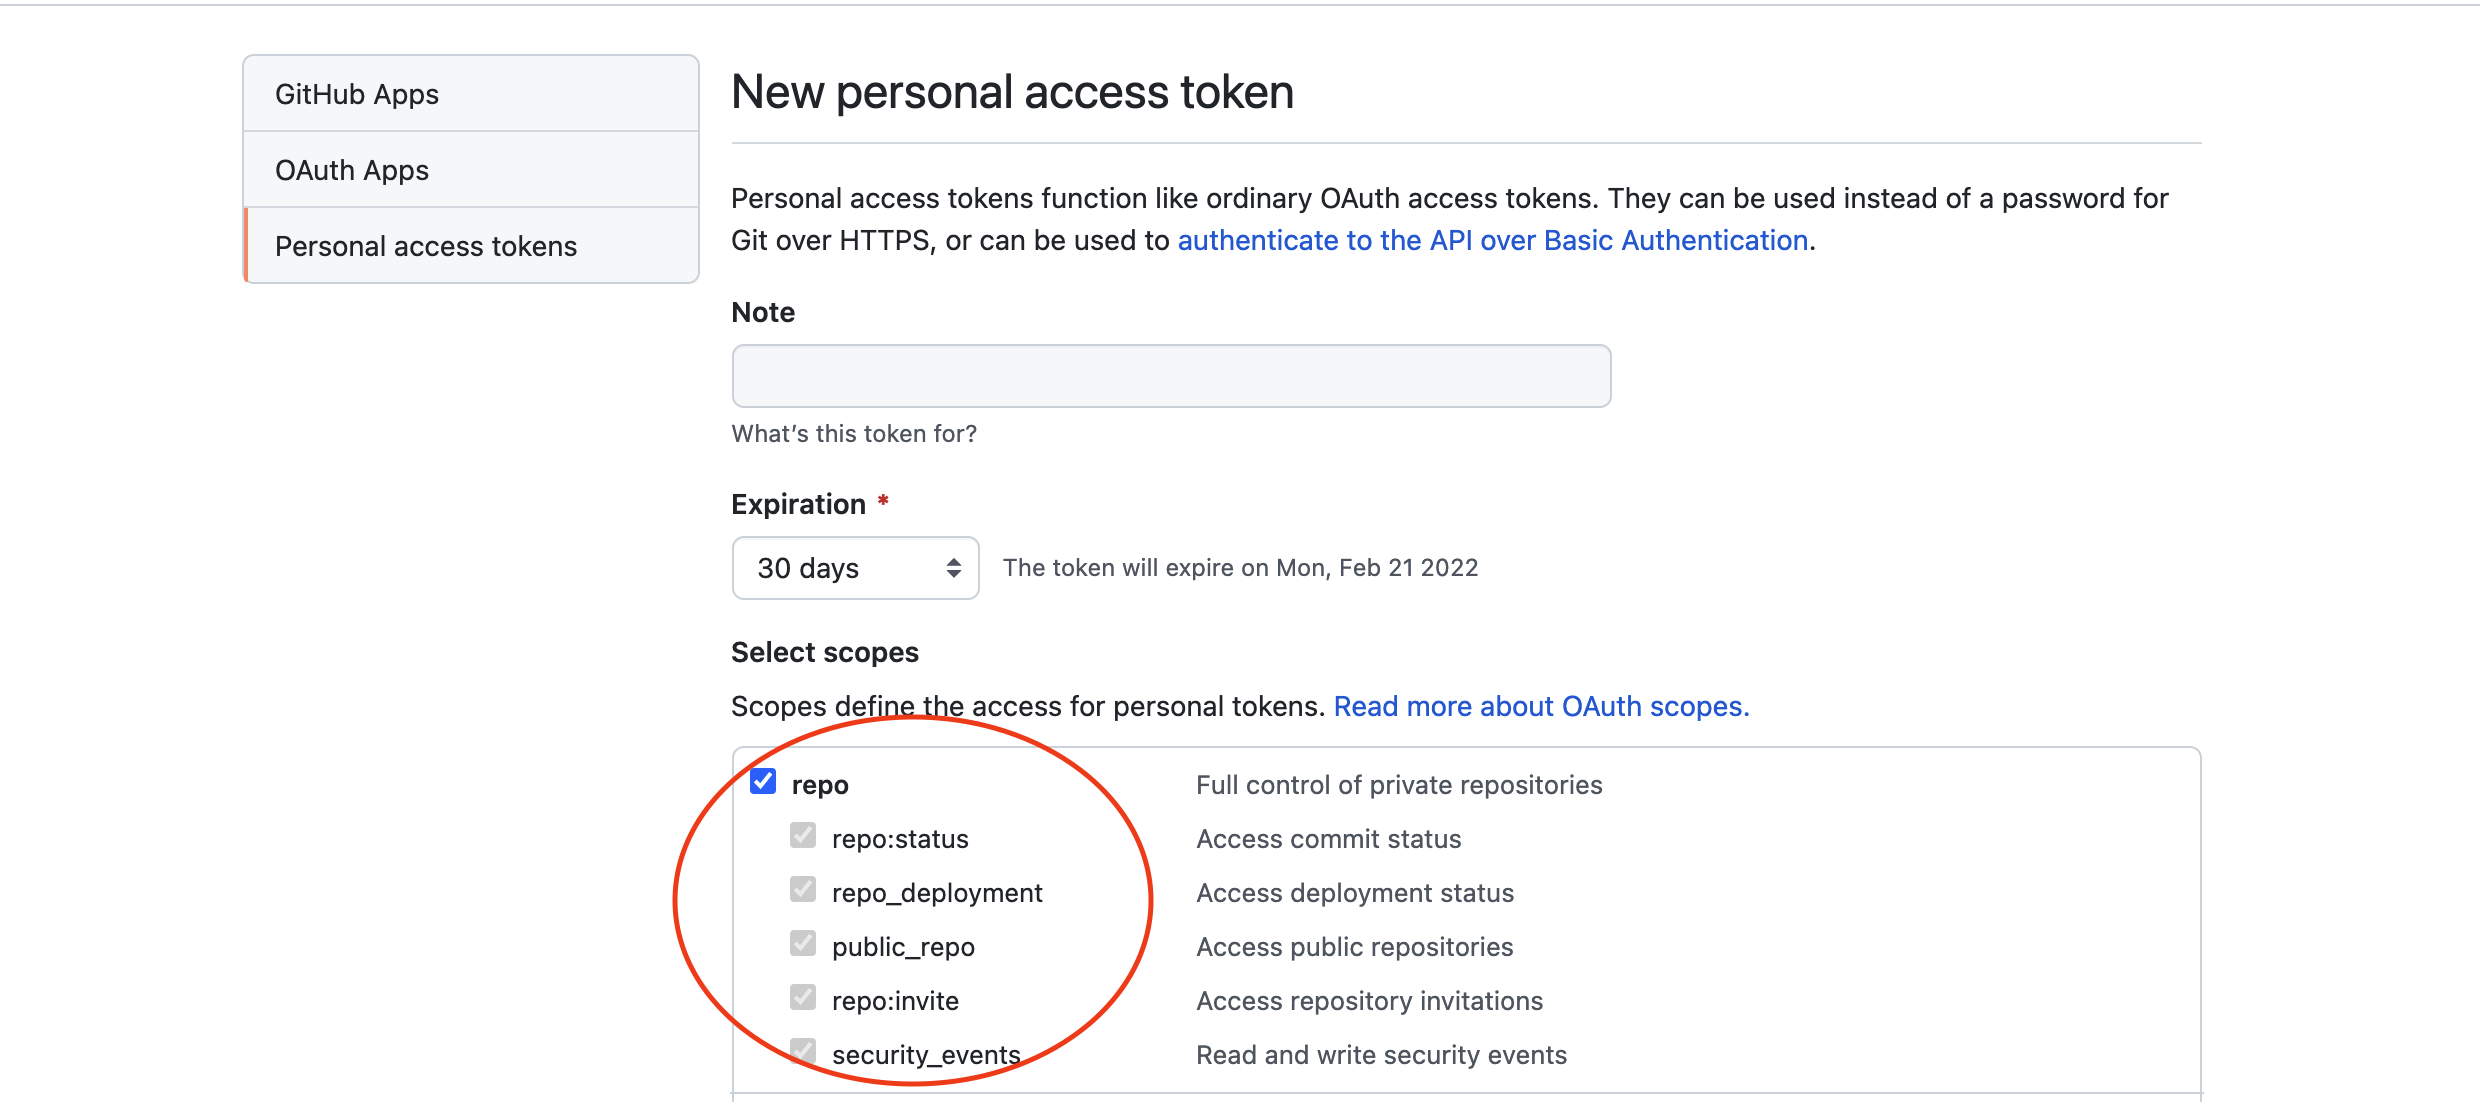 GitHub Apps
OAuth Apps
Personal access tokens
New personal access token
Personal access tokens function like ordinary OAuth access tokens. They can be used instead of a password for
Git over HTTPS, or can be used to authenticate to the API over Basic Authentication.
Note
What’s this token for?
Expiration *
30 days The token will expire on Mon, Feb 21 2022
Select scopes
Scopes define the access for personal tokens. Read more about OAuth scopes.
repo Full control of private repositories
repo:status Access commit status
repo_deployment Access deployment status
public_repo Access public repositories
repo:invite Access repository invitations
security_events Read and write security events